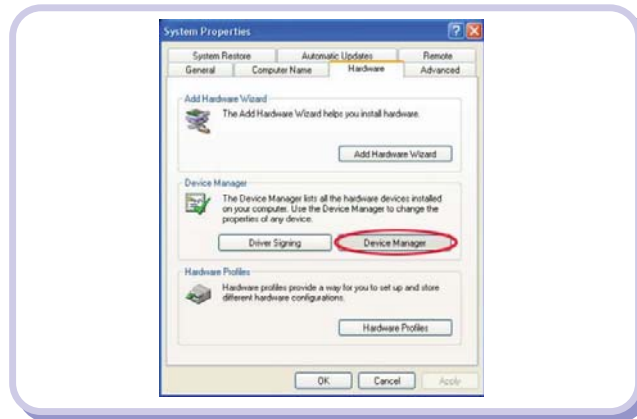 System Properties
System Restore Automatic Updates Remote
General Computer Name Hardware Advanced
Add Hardware Wizard
The Add Hardware Wizard helps you install hardware.
Add Hardware Wizard
Device Manager
The Device Manager lists all the hardware devices installed
on your computer. Use the Device Manager to change the
properties of any device.
Driver Signing Device Manager
Hardware Profiles
Hardware profiles provide a way for you to set up and store
different hardware configurations.
Hardware Profiles
OK Cancel Apply